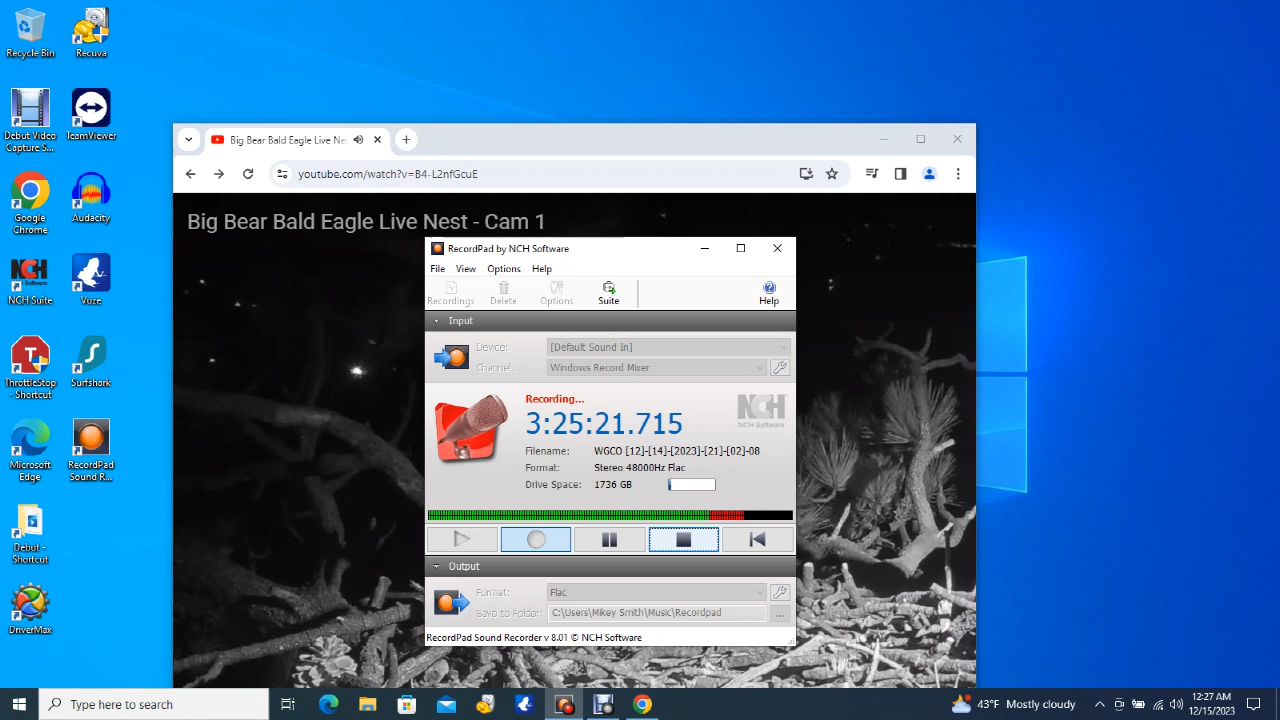 Recycle Bin
Recuva
Debut Video
Capture S...
TeamViewer
Google
Chrome
Audacity
NCH Suite
Vuze
ThrottleStop
- Shortcut
Surfshark
Microsoft
Edge
RecordPad
Sound R...
Debut -
Shortcut
DriverMax
Big Bear Bald Eagle Live Ne
youtube.com/watch?v=B4-L2nfGcuE
Big Bear Bald Eagle Live Nest - Cam 1
RecordPad by NCH Software
File View Options Help
Recordings Delete Options Suite Help
Input
Device: [Default Sound In]
Channel: Windows Record Mixer
Recording...
3:25:21.715
NCH
NCH Software
Filename: WGCO [12]-[14]-[2023]-[21]-[02]-08
Format: Stereo 48000Hz Flac
Drive Space: 1736 GB
Output
Format: Flac
Save to Folder: C:\Users\Mikey Smith\Music\Recordpad
...
RecordPad Sound Recorder v 8.01 © NCH Software
Type here to search
43°F Mostly cloudy
12:27 AM
12/15/2023